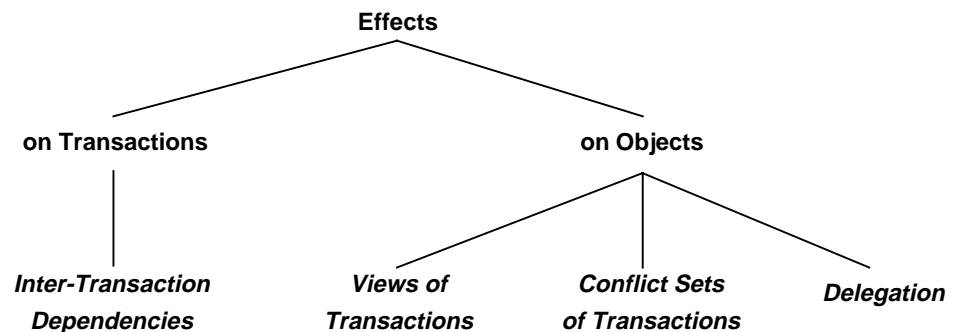 Effects
on Transactions
on Objects
Inter-Transaction
Dependencies
Views of
Transactions
Conflict Sets
of Transactions
Delegation